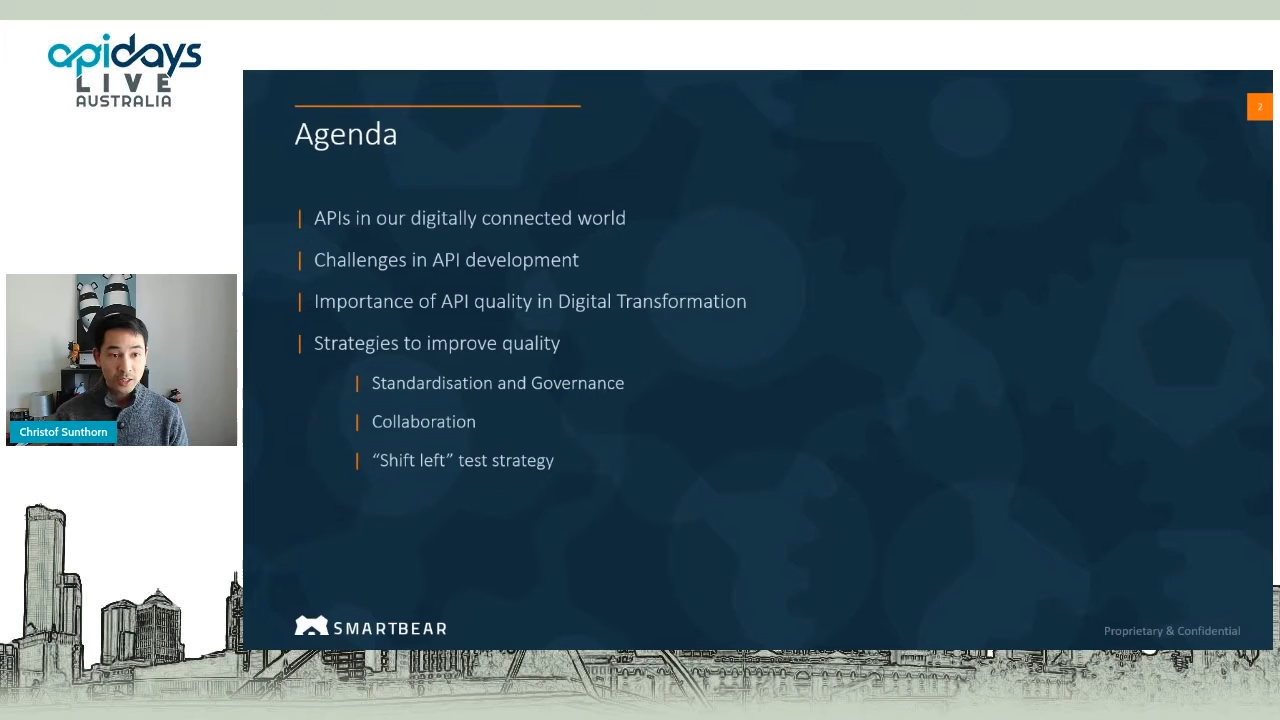 apidays
LIVE
AUSTRALIA
2
Agenda
| APIs in our digitally connected world
| Challenges in API development
| Importance of API quality in Digital Transformation
| Strategies to improve quality
| Standardisation and Governance
| Collaboration
| “Shift left” test strategy
Christof Sunthorn
SMARTBEAR
Proprietary & Confidential